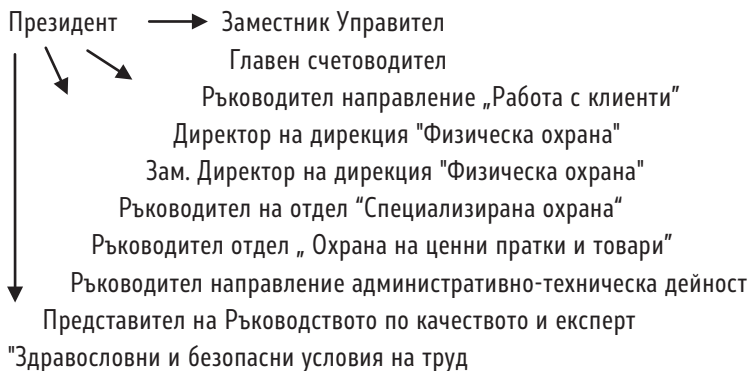 Президент Заместник Управител
Главен счетоводител
Ръководител направление „Работа с клиенти”
Директор на дирекция "Физическа охрана"
Зам. Директор на дирекция "Физическа охрана"
Ръководител на отдел “Специализирана охрана“
Ръководител отдел „ Охрана на ценни пратки и товари”
Ръководител направление административно-техническа дейност
Представител на Ръководството по качеството и експерт
"Здравословни и безопасни условия на труд